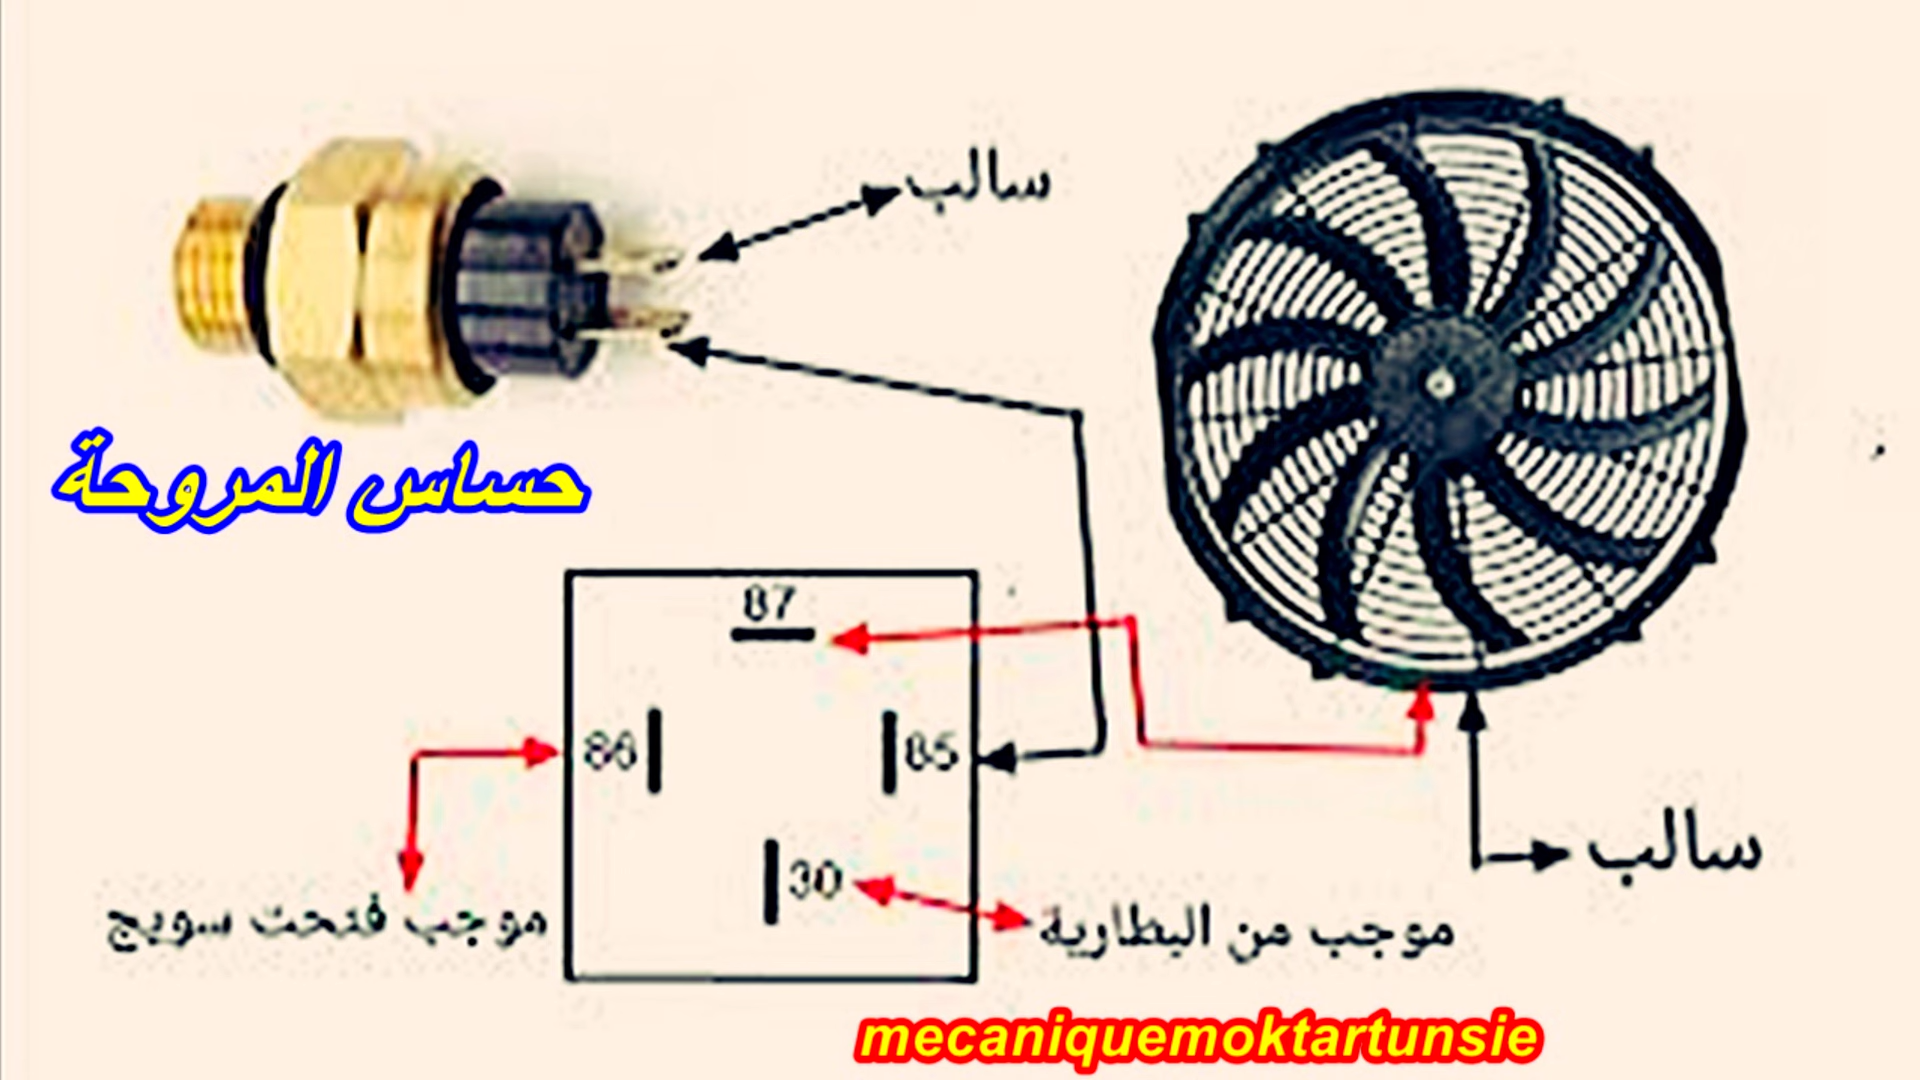 سالب
حساس المروحة
87
86
85
30
سالب
موجب فتحت سويج
موجب من البطارية
mecaniquemoktartunsie